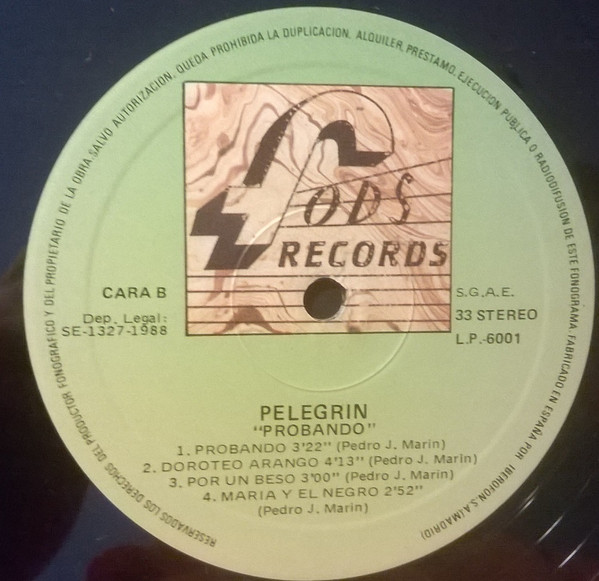 RESERVADOS LOS DERECHOS DEL PRODUCTOR FONOGRAFICO Y DEL PROPIETARIO DE LA OBRA. SALVO AUTORIZACION, QUEDA PROHIBIDA LA DUPLICACION, ALQUILER, PRESTAMO, EJECUCION PUBLICA O RADIODIFUSION DE ESTE FONOGRAMA. FABRICADO EN ESPAÑA POR IBEROFON, S.A. (MADRID)
FODS
RECORDS
CARA B
Dep. Legal:
SE-1327-1988
S.G.A.E.
33 STEREO
L.P.-6001
PELEGRIN
"PROBANDO"
1. PROBANDO 3'22" (Pedro J. Marin)
2. DOROTEO ARANGO 4'13" (Pedro J. Marin)
3. POR UN BESO 3'00" (Pedro J. Marin)
4. MARIA Y EL NEGRO 2'52"
(Pedro J. Marin)